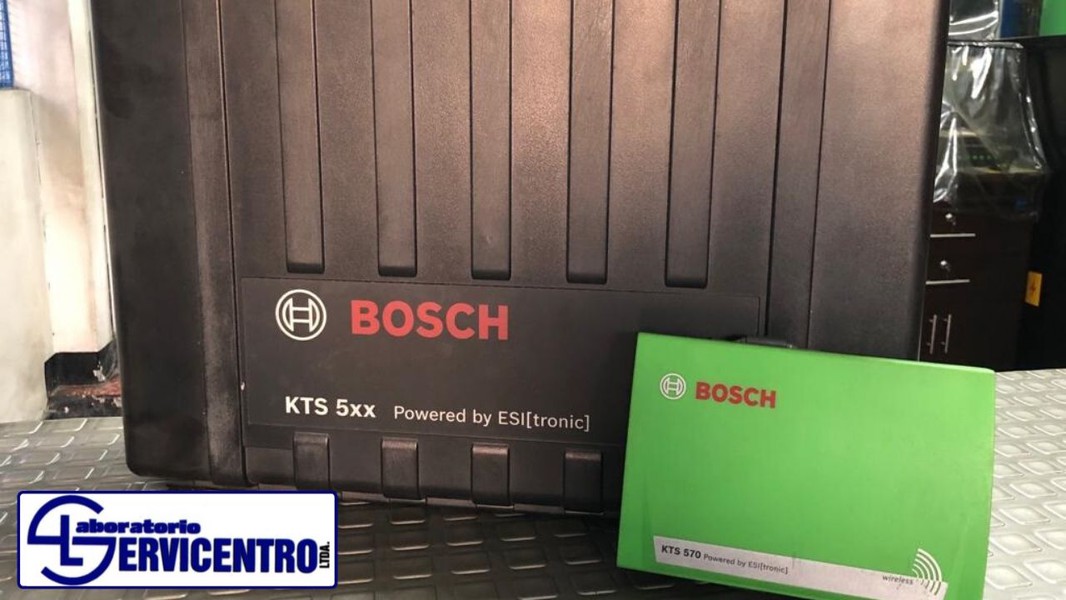 BOSCH
KTS 5xx Powered by ESI[tronic]
BOSCH
KTS 570 Powered by ESI[tronic]
wireless
Laboratorio
SERVICENTRO LTDA.